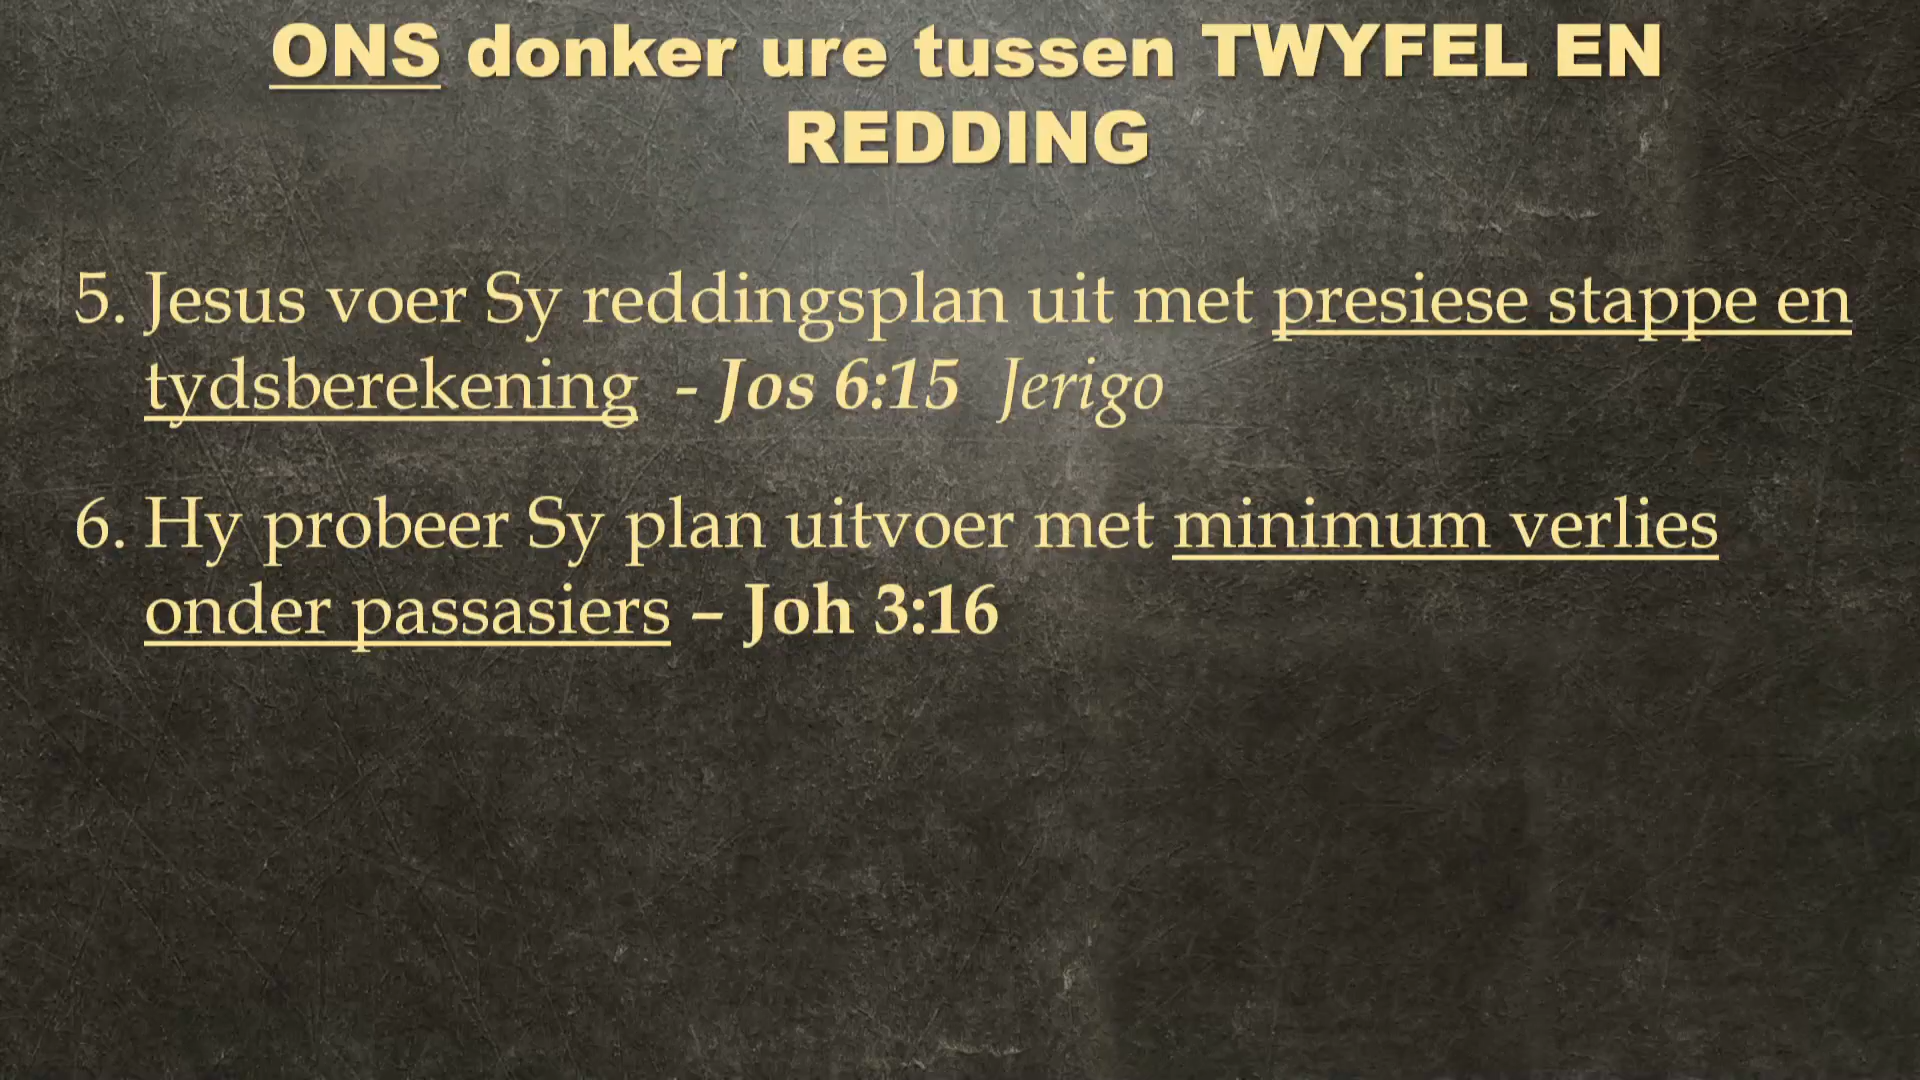 ONS donker ure tussen TWYFEL EN
REDDING
5. Jesus voer Sy reddingsplan uit met presiese stappe en
tydsberekening - Jos 6:15 Jerigo
6. Hy probeer Sy plan uitvoer met minimum verlies
onder passasiers – Joh 3:16